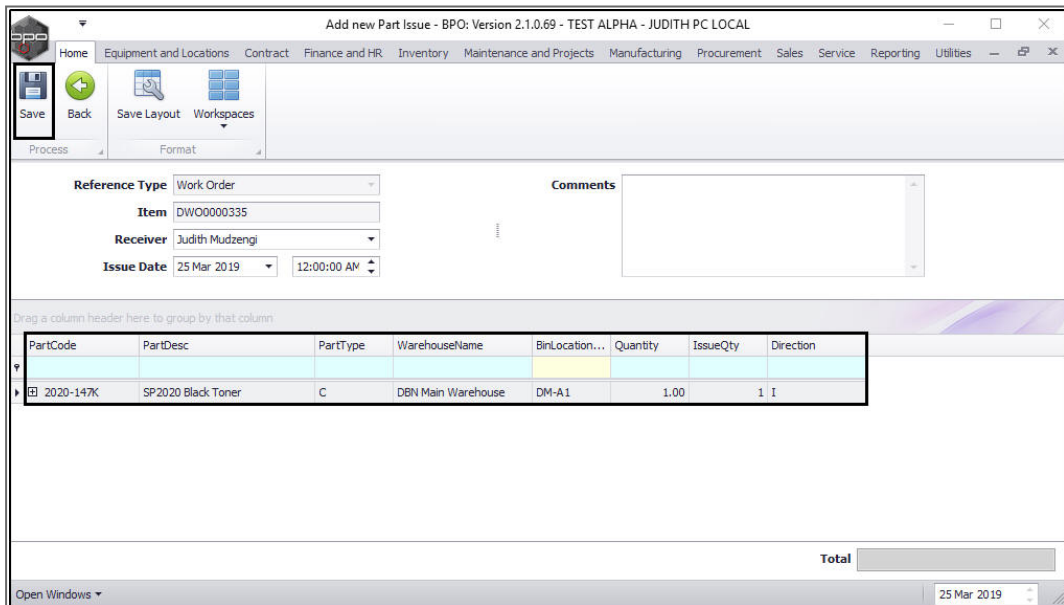 Add new Part Issue - BPO: Version 2.1.0.69 - TEST ALPHA - JUDITH PC LOCAL
bpo
Home Equipment and Locations Contract Finance and HR Inventory Maintenance and Projects Manufacturing Procurement Sales Service Reporting Utilities
Save Back Save Layout Workspaces
Process Format
Reference Type Work Order Comments
Item DWO0000335
Receiver Judith Mudzengi
Issue Date 25 Mar 2019 12:00:00 AM
Drag a column header here to group by that column
PartCode PartDesc PartType WarehouseName BinLocation... Quantity IssueQty Direction
2020-147K SP2020 Black Toner C DBN Main Warehouse DM-A1 1.00 1 I
Total
Open Windows 25 Mar 2019